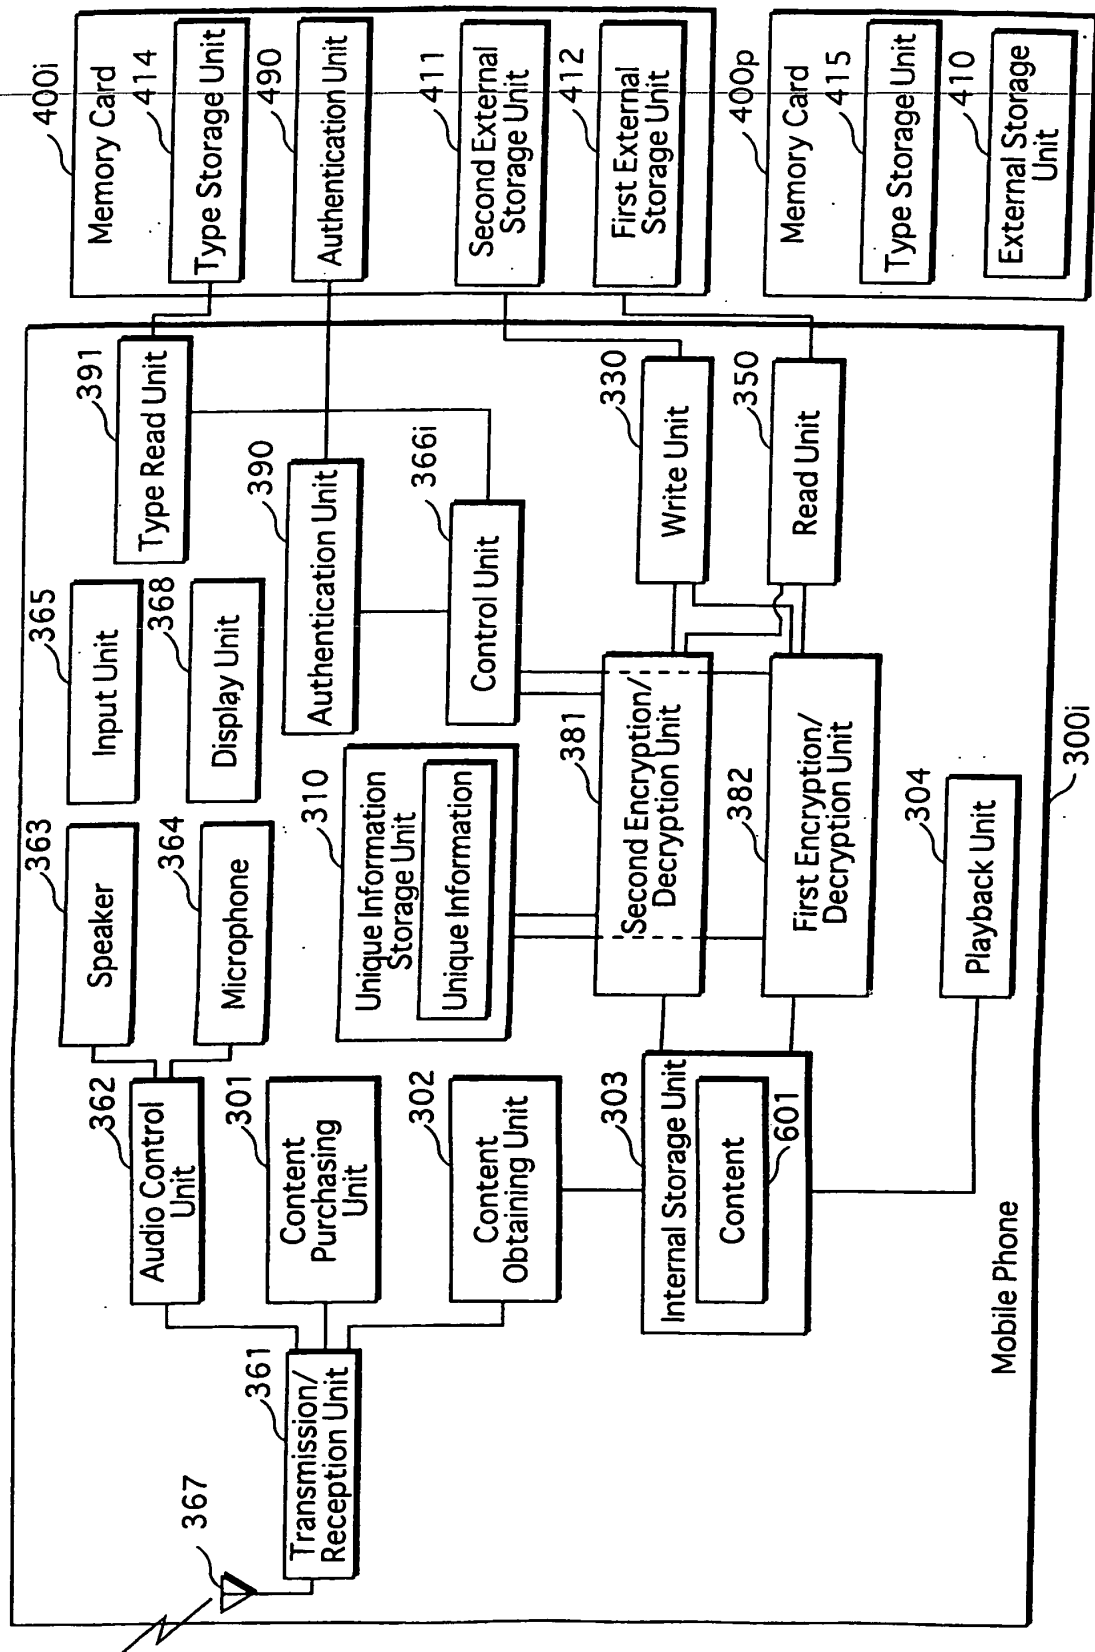 367
361
Transmission/
Reception Unit
362
Audio Control
Unit
363
Speaker
364
Microphone
365
Input Unit
368
Display Unit
391
Type Read Unit
301
Content
Purchasing
Unit
302
Content
Obtaining Unit
310
Unique Information
Storage Unit
Unique Information
390
Authentication Unit
366i
Control Unit
303
Internal Storage Unit
Content
601
381
Second Encryption/
Decryption Unit
382
First Encryption/
Decryption Unit
330
Write Unit
350
Read Unit
304
Playback Unit
Mobile Phone
300i
400i
Memory Card
414
Type Storage Unit
490
Authentication Unit
411
Second External
Storage Unit
412
First External
Storage Unit
400p
Memory Card
415
Type Storage Unit
410
External Storage
Unit